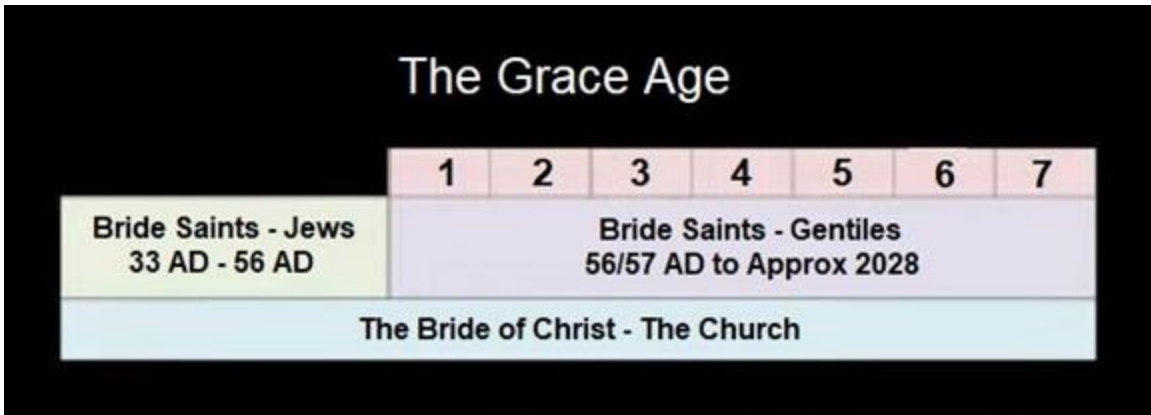 The Grace Age
1 2 3 4 5 6 7
Bride Saints - Jews
33 AD - 56 AD
Bride Saints - Gentiles
56/57 AD to Approx 2028
The Bride of Christ - The Church